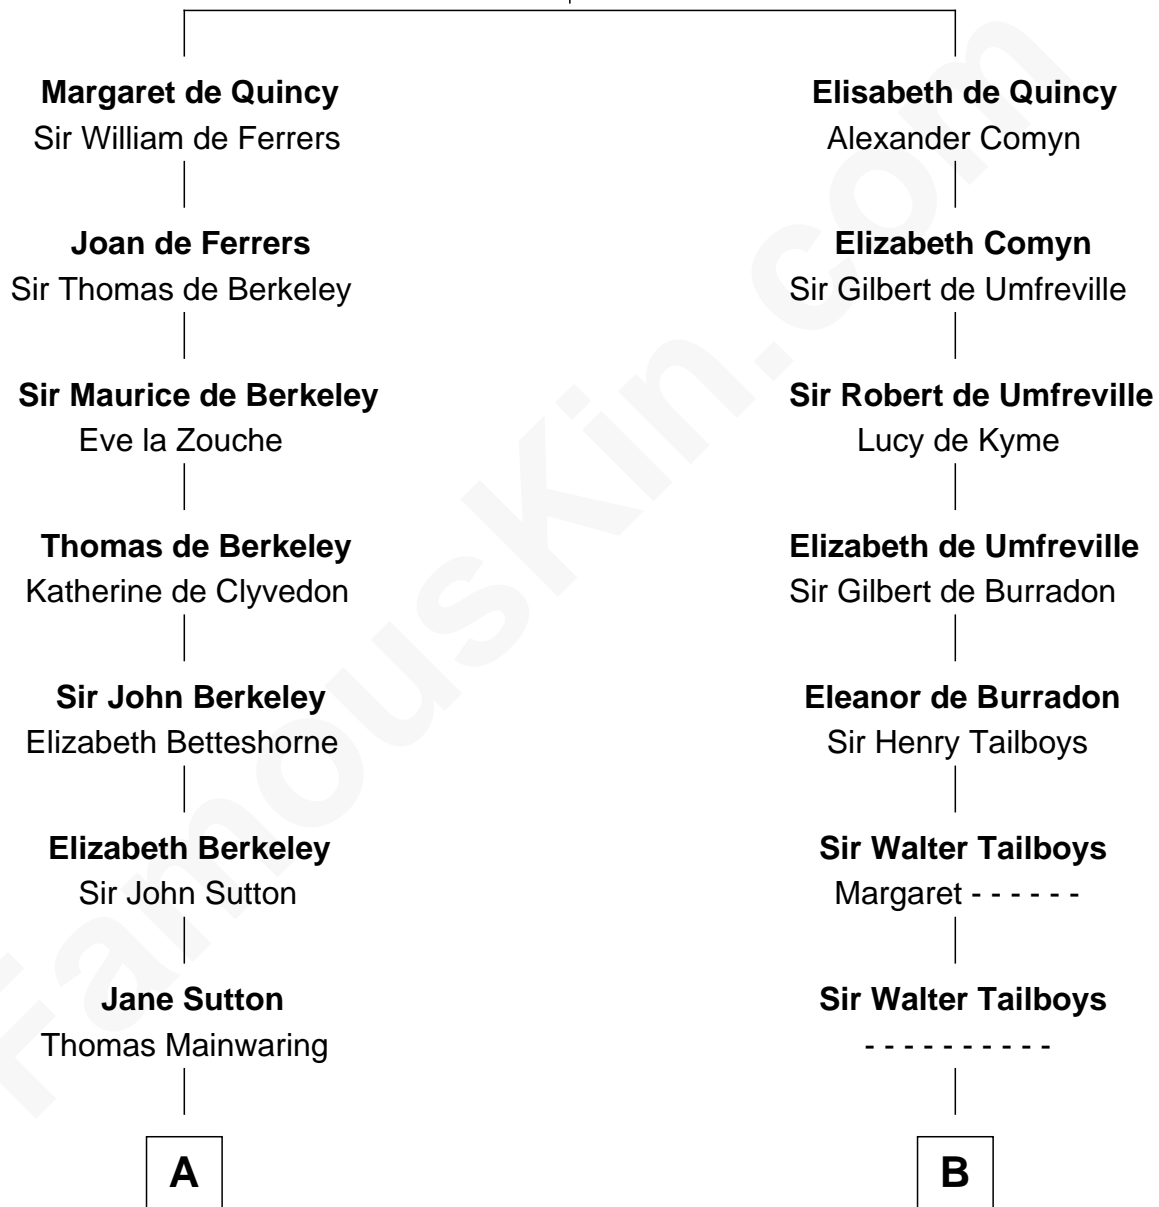 Margaret de Quincy
Sir William de Ferrers
Joan de Ferrers
Sir Thomas de Berkeley
Sir Maurice de Berkeley
Eve la Zouche
Thomas de Berkeley
Katherine de Clyvedon
Sir John Berkeley
Elizabeth Betteshorne
Elizabeth Berkeley
Sir John Sutton
Jane Sutton
Thomas Mainwaring
A
Elisabeth de Quincy
Alexander Comyn
Elizabeth Comyn
Sir Gilbert de Umfreville
Sir Robert de Umfreville
Lucy de Kyme
Elizabeth de Umfreville
Sir Gilbert de Burradon
Eleanor de Burradon
Sir Henry Tailboys
Sir Walter Tailboys
Margaret - - - - - -
Sir Walter Tailboys
- - - - - - - - - -
B
FamousKin.com